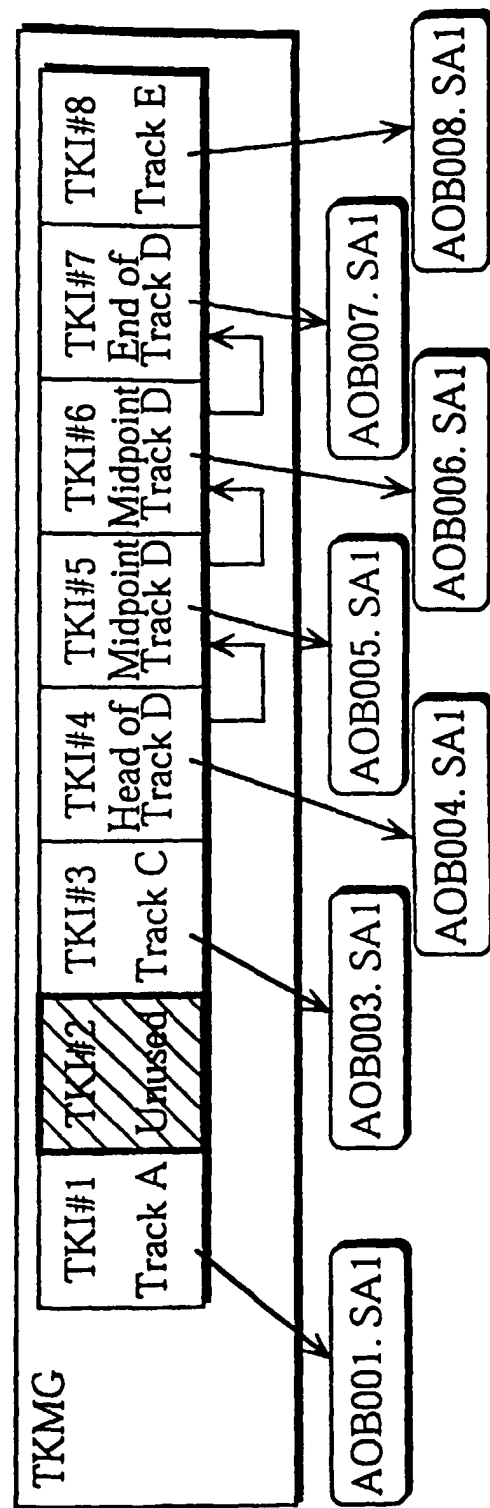 TKMG
TKI#1
Track A
TKI#2
Unused
TKI#3
Track C
TKI#4
Head of
Track D
TKI#5
Midpoint
Track D
TKI#6
Midpoint
Track D
TKI#7
End of
Track D
TKI#8
Track E
AOB001. SA1
AOB003. SA1
AOB004. SA1
AOB005. SA1
AOB006. SA1
AOB007. SA1
AOB008. SA1